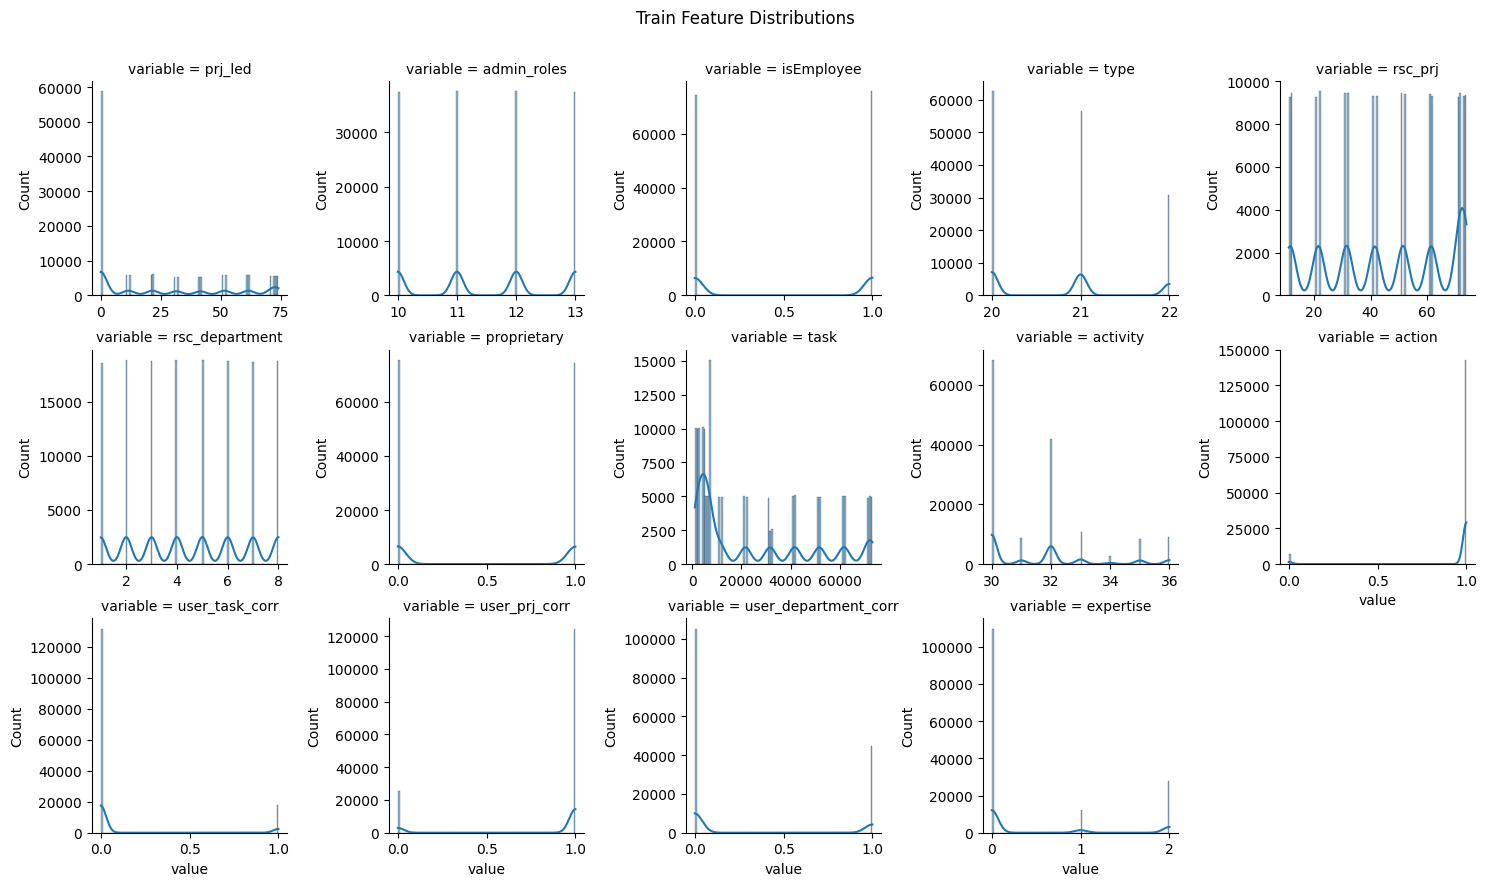 Train Feature Distributions
variable = prj_led
variable = admin_roles
variable = isEmployee
variable = type
variable = rsc_prj
Count
60000
50000
40000
30000
20000
10000
0
0 25 50 75
Count
30000
20000
10000
0
10 11 12 13
Count
60000
40000
20000
0
0.0 0.5 1.0
Count
60000
50000
40000
30000
20000
10000
0
20 21 22
Count
10000
8000
6000
4000
2000
0
20 40 60
variable = rsc_department
variable = proprietary
variable = task
variable = activity
variable = action
Count
15000
10000
5000
0
2 4 6 8
Count
60000
40000
20000
0
0.0 0.5 1.0
Count
15000
12500
10000
7500
5000
2500
0
0 20000 40000 60000
Count
60000
40000
20000
0
30 32 34 36
Count
150000
125000
100000
75000
50000
25000
0
0.0 0.5 1.0
value
variable = user_task_corr
variable = user_prj_corr
variable = user_department_corr
variable = expertise
Count
120000
100000
80000
60000
40000
20000
0
0.0 0.5 1.0
value
Count
120000
100000
80000
60000
40000
20000
0
0.0 0.5 1.0
value
Count
100000
80000
60000
40000
20000
0
0.0 0.5 1.0
value
Count
100000
80000
60000
40000
20000
0
0 1 2
value